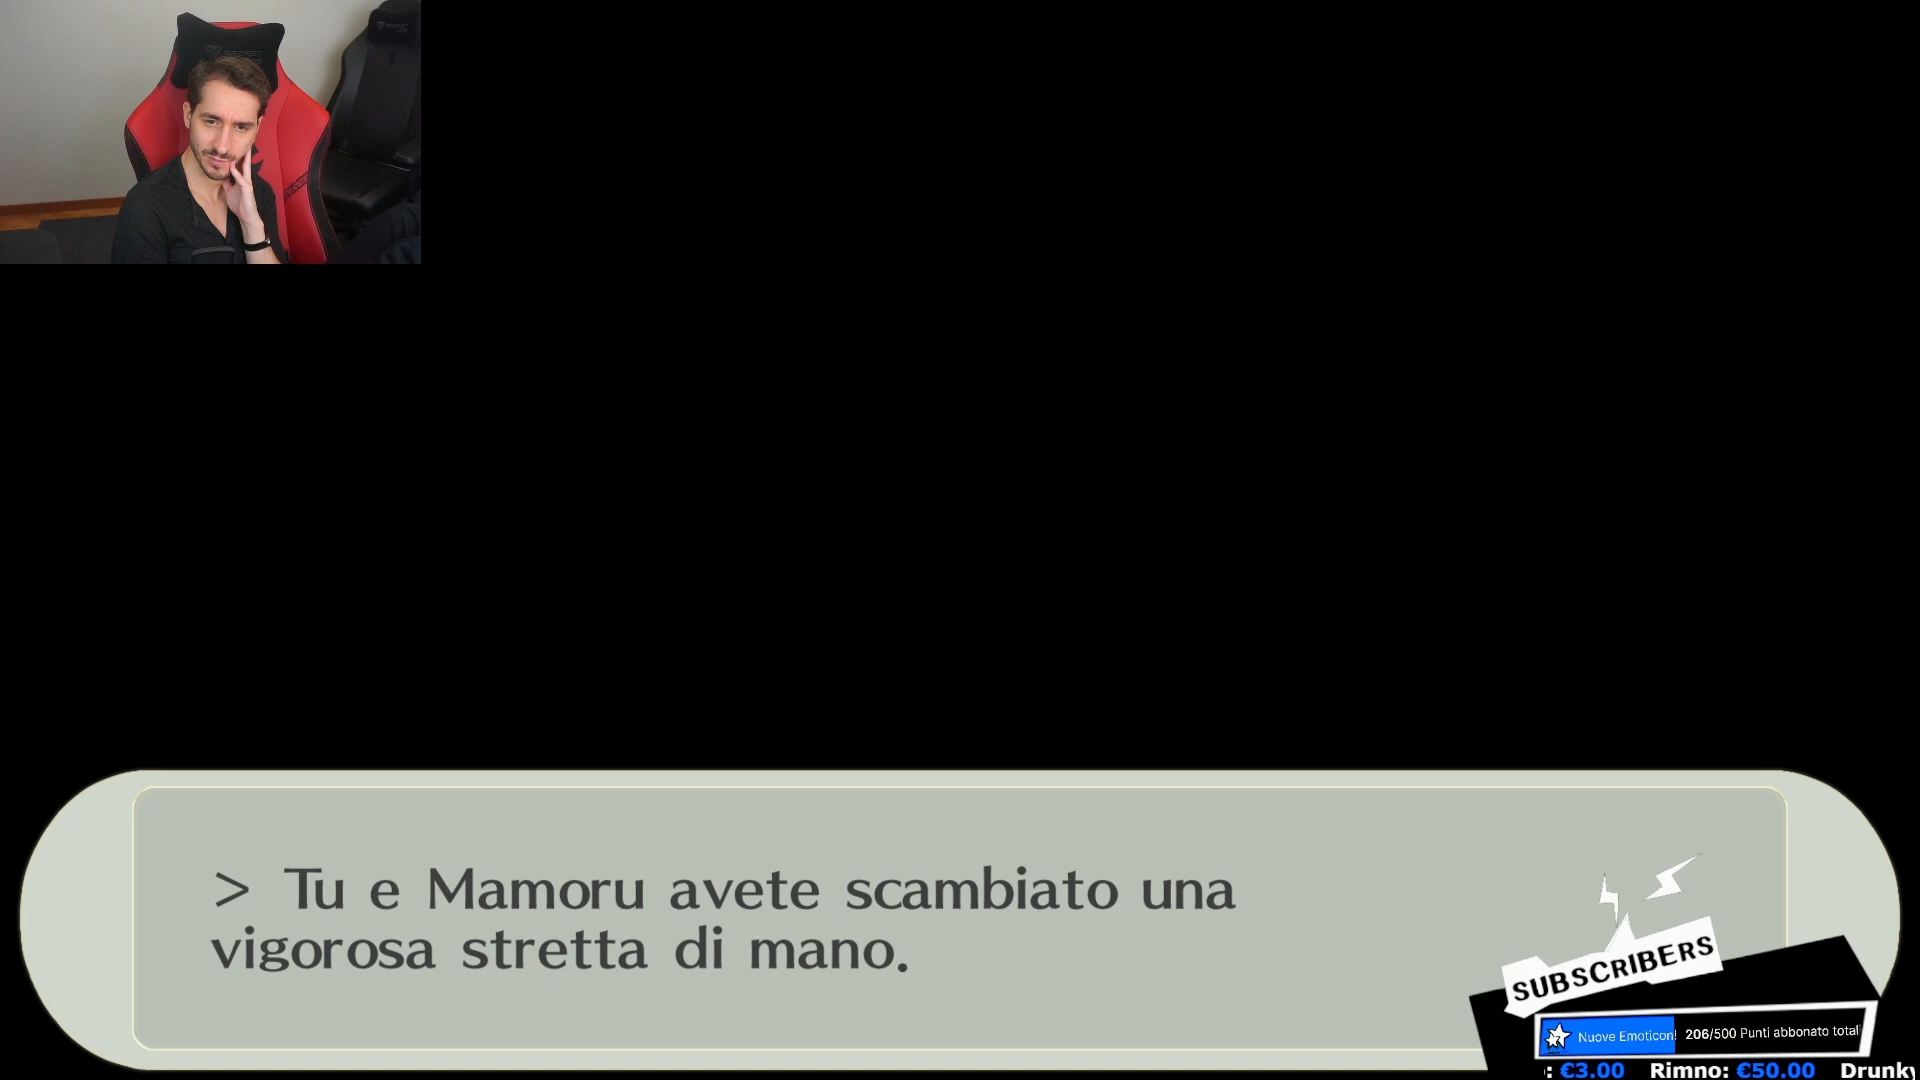 > Tu e Mamoru avete scambiato una
vigorosa stretta di mano.
SUBSCRIBERS
Nuove Emoticon! 206/500 Punti abbonato total
: €3.00 Rimno: €50.00 Drunky